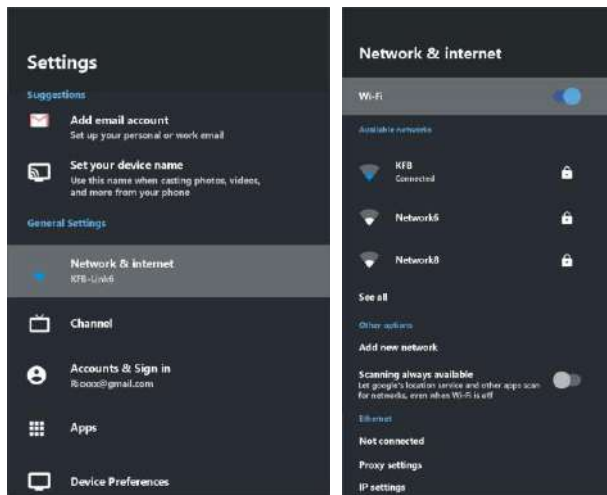 Settings
Suggestions
Add email account
Set up your personal or work email
Set your device name
Use this name when casting photos, videos,
and more from your phone
General Settings
Network & internet
KFB-Link6
Channel
Accounts & Sign in
Apps
Device Preferences
Network & internet
Wi-Fi
Available networks
KFB
Connected
Network6
Network8
See all
Other options
Add new network
Scanning always available
Let google's location service and other apps scan
for networks, even when Wi-Fi is off
Ethernet
Not connected
Proxy settings
IP settings